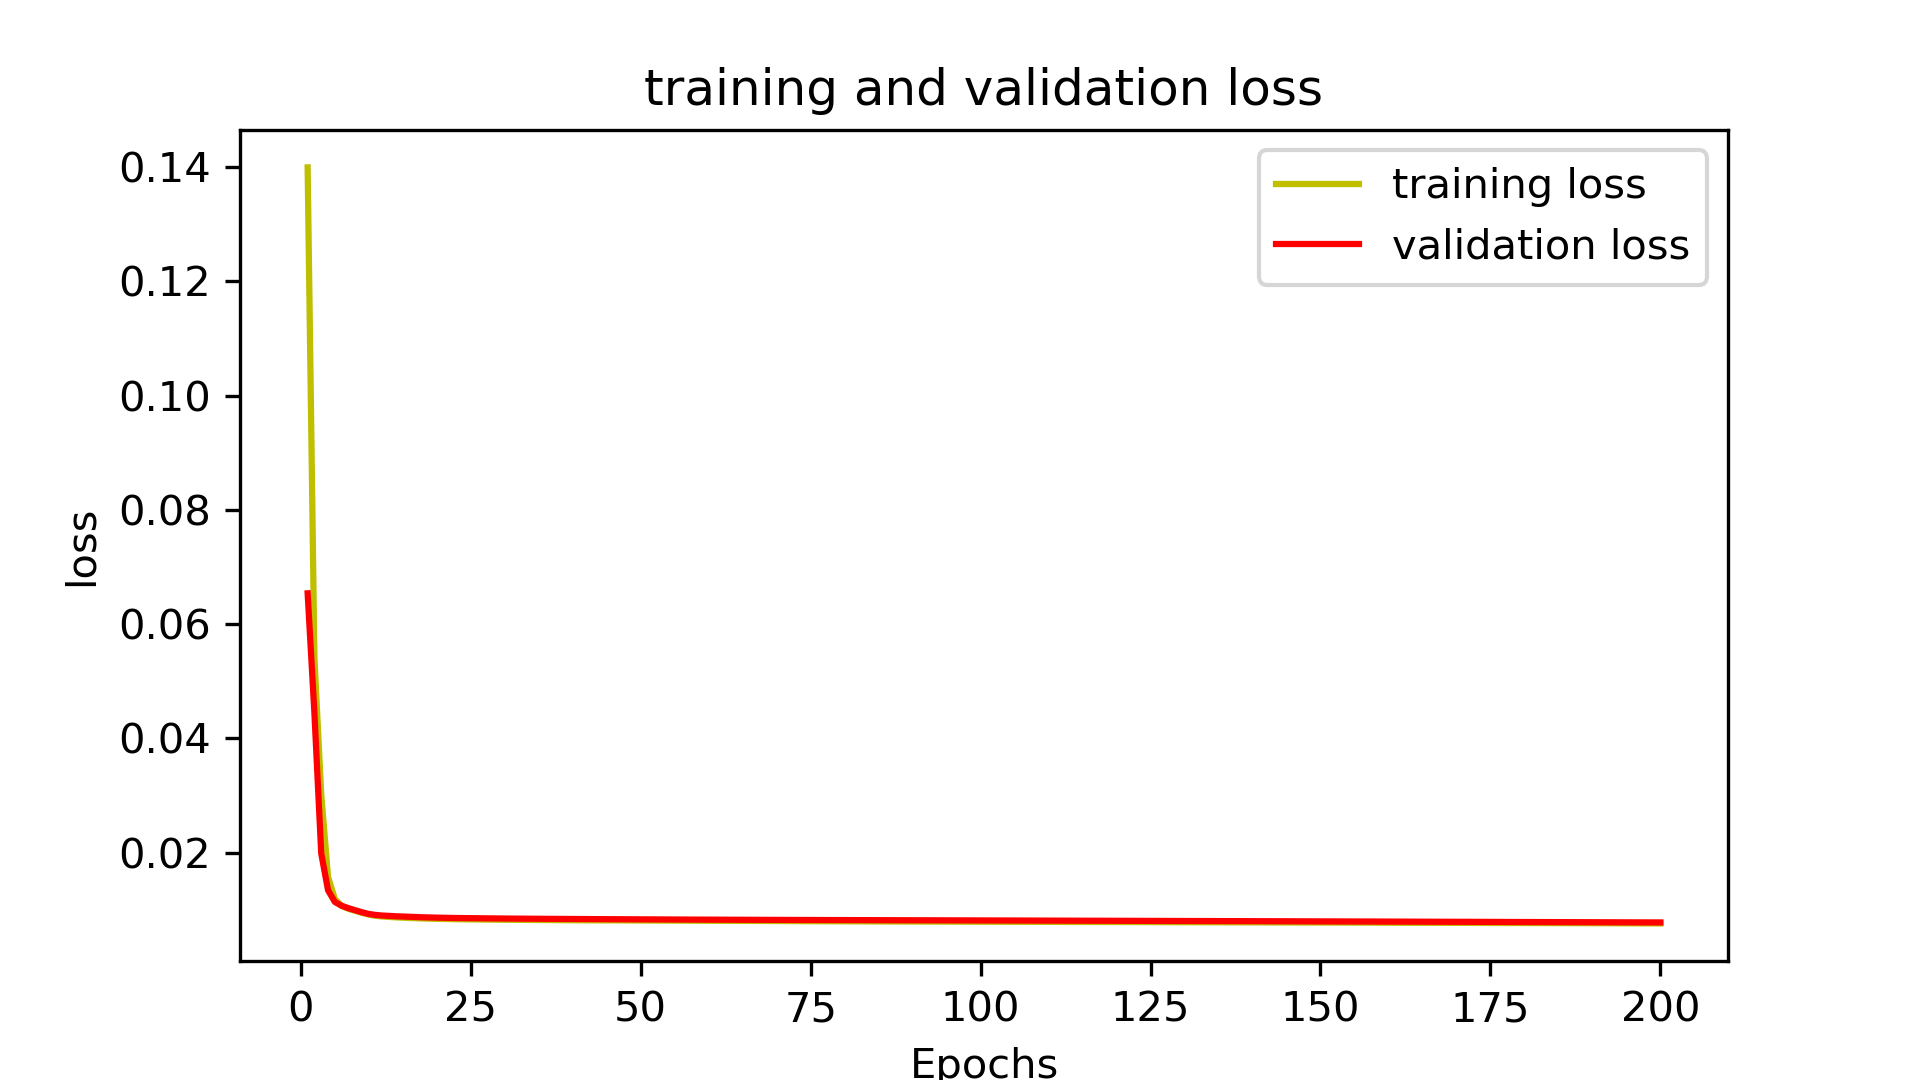 training and validation loss
training loss
validation loss
0.14
0.12
0.10
0.08
0.06
0.04
0.02
loss
0 25 50 75 100 125 150 175 200
Epochs